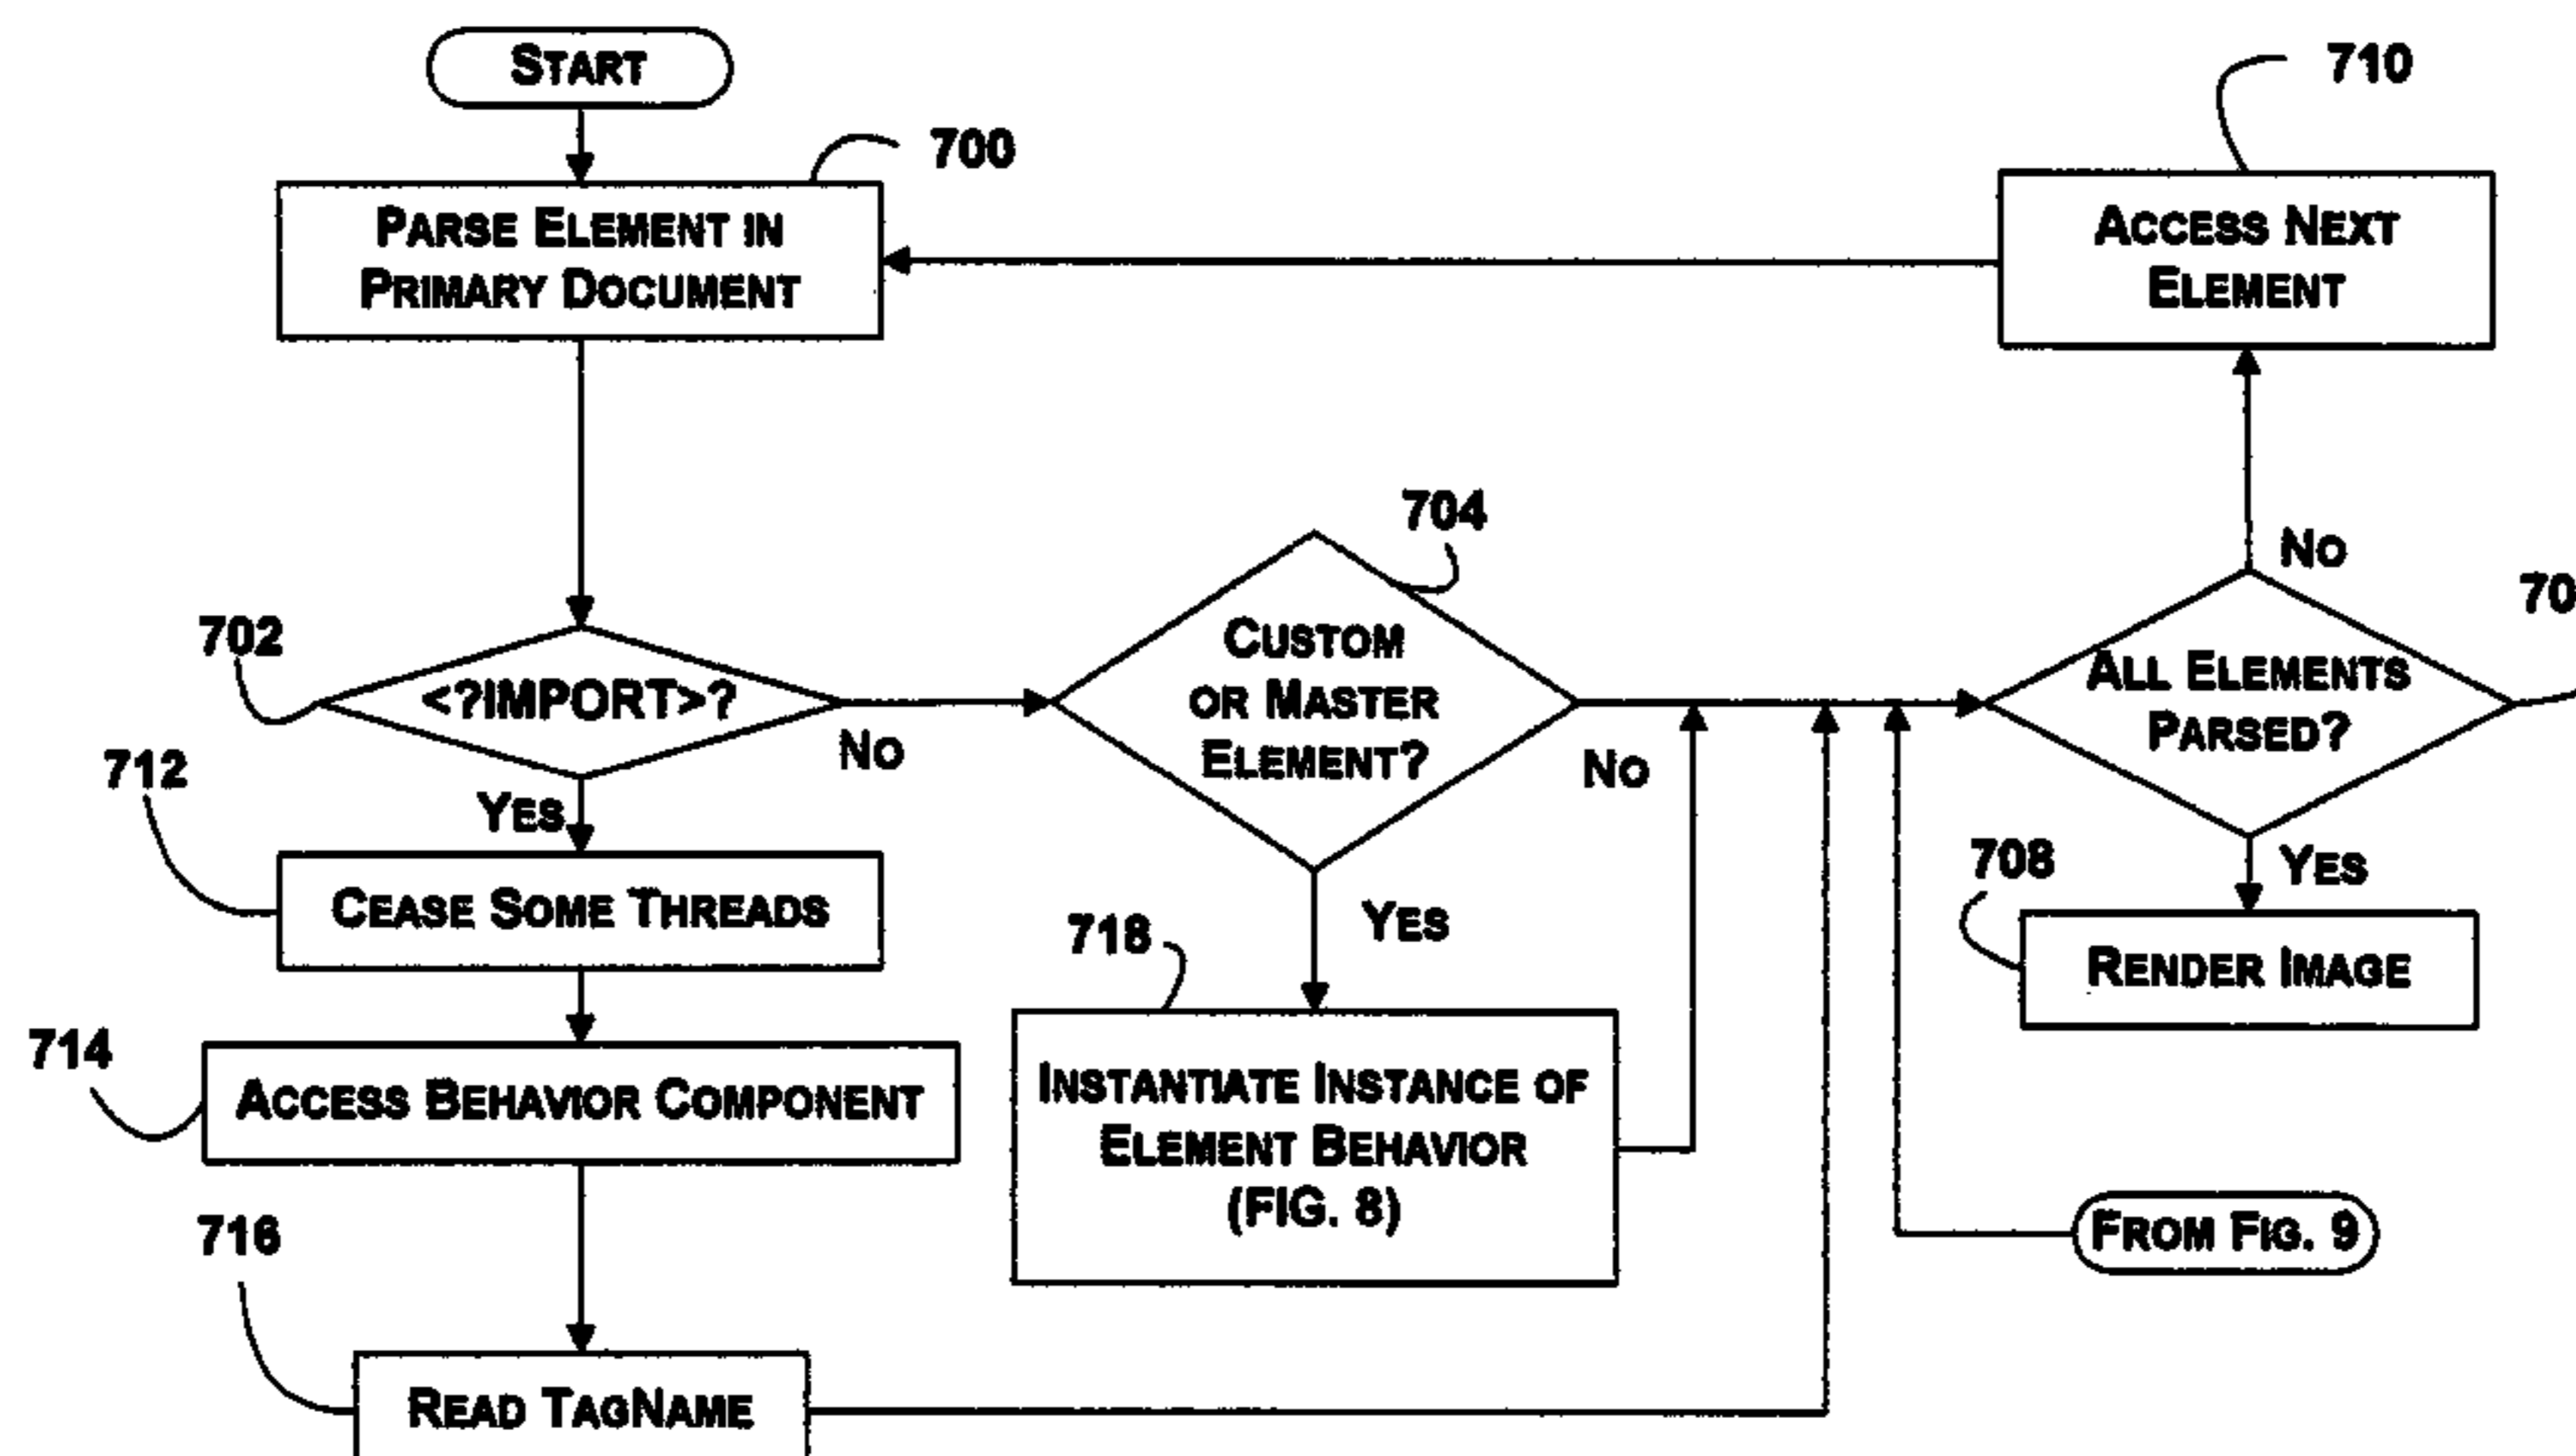 START
700
710
PARSE ELEMENT IN
PRIMARY DOCUMENT
ACCESS NEXT
ELEMENT
704
NO
70
702
<?IMPORT>?
CUSTOM
OR MASTER
ELEMENT?
ALL ELEMENTS
PARSED?
NO
NO
712
YES
708
YES
CEASE SOME THREADS
718
YES
RENDER IMAGE
714
ACCESS BEHAVIOR COMPONENT
INSTANTIATE INSTANCE OF
ELEMENT BEHAVIOR
(FIG. 8)
716
FROM FIG. 9
READ TAGNAME